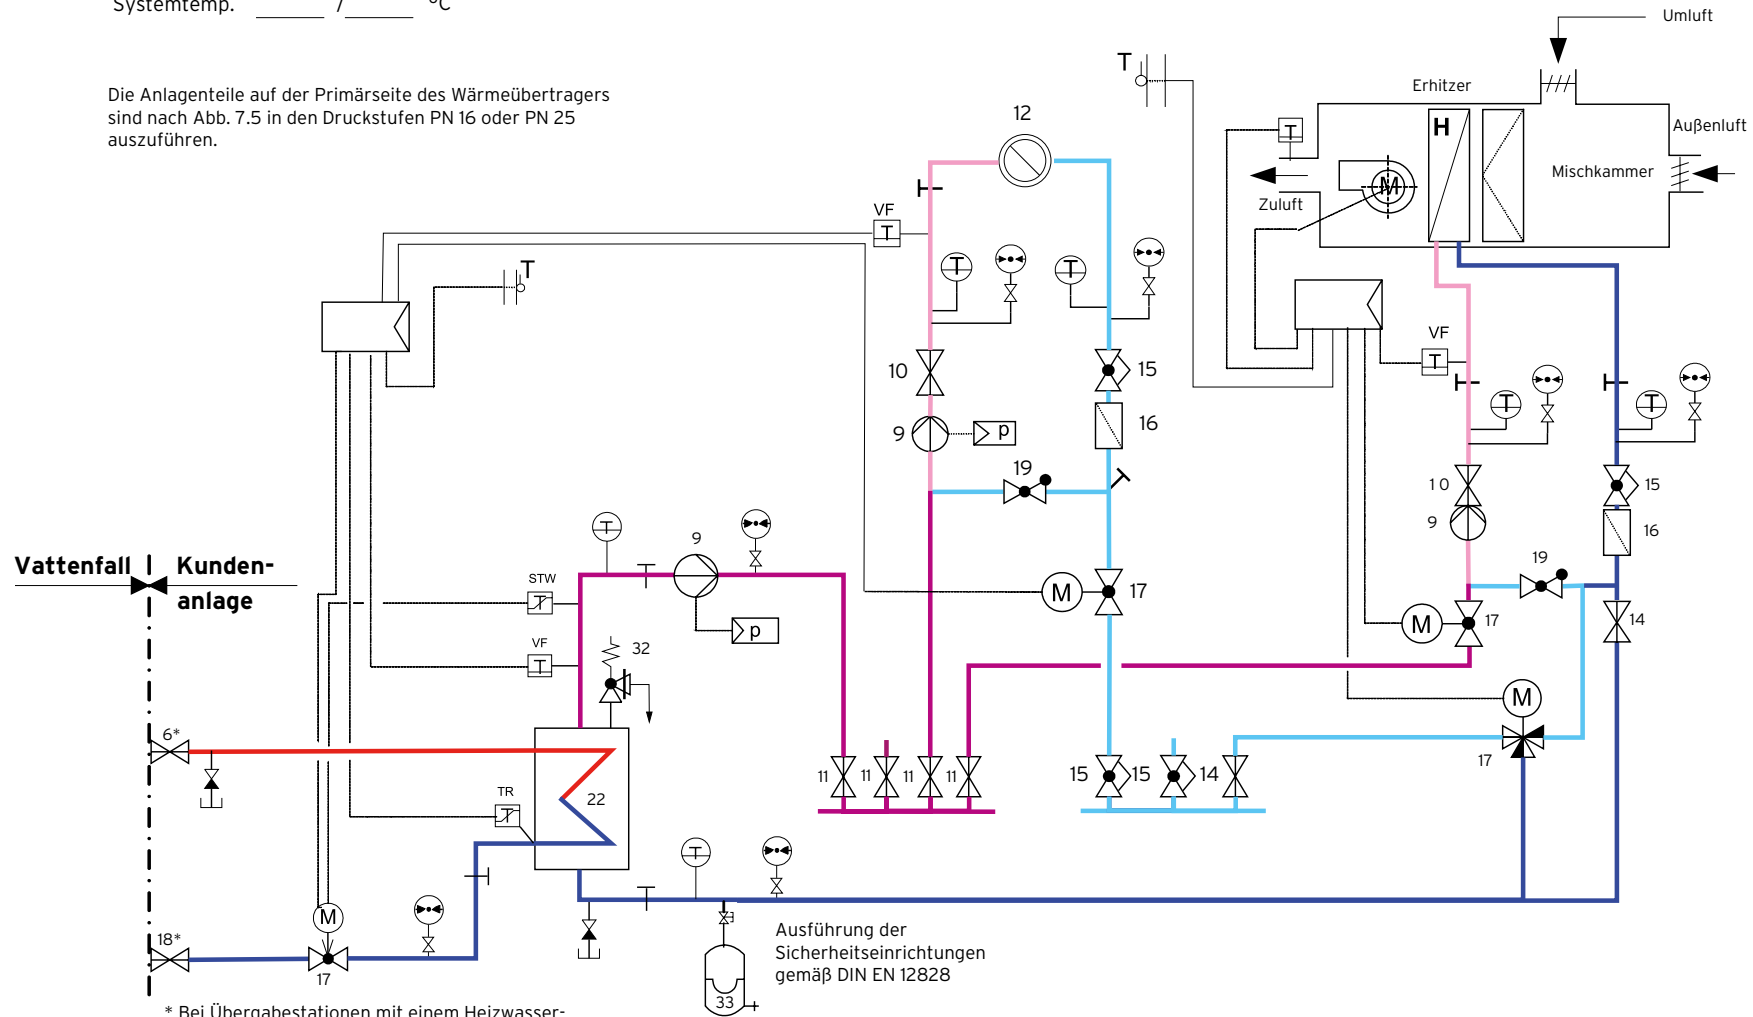 Systemtemp. ______ /______ °C
Die Anlagenteile auf der Primärseite des Wärmeübertragers
sind nach Abb. 7.5 in den Druckstufen PN 16 oder PN 25
auszuführen.
Umluft
T
Erhitzer
12
H
T
Außenluft
Mischkammer
M
Zuluft
VF
T
T
T
T
VF
T
10
15
T
T
9
p
16
19
T
10
15
9
16
9
T
19
Vattenfall
Kunden-
anlage
STW
M
17
M
17
14
p
VF
T
32
M
6*
17
11
11
11
11
15
15
14
TR
22
T
M
18*
17
Ausführung der
Sicherheitseinrichtungen
gemäß DIN EN 12828
33
* Bei Übergabestationen mit einem Heizwasser-